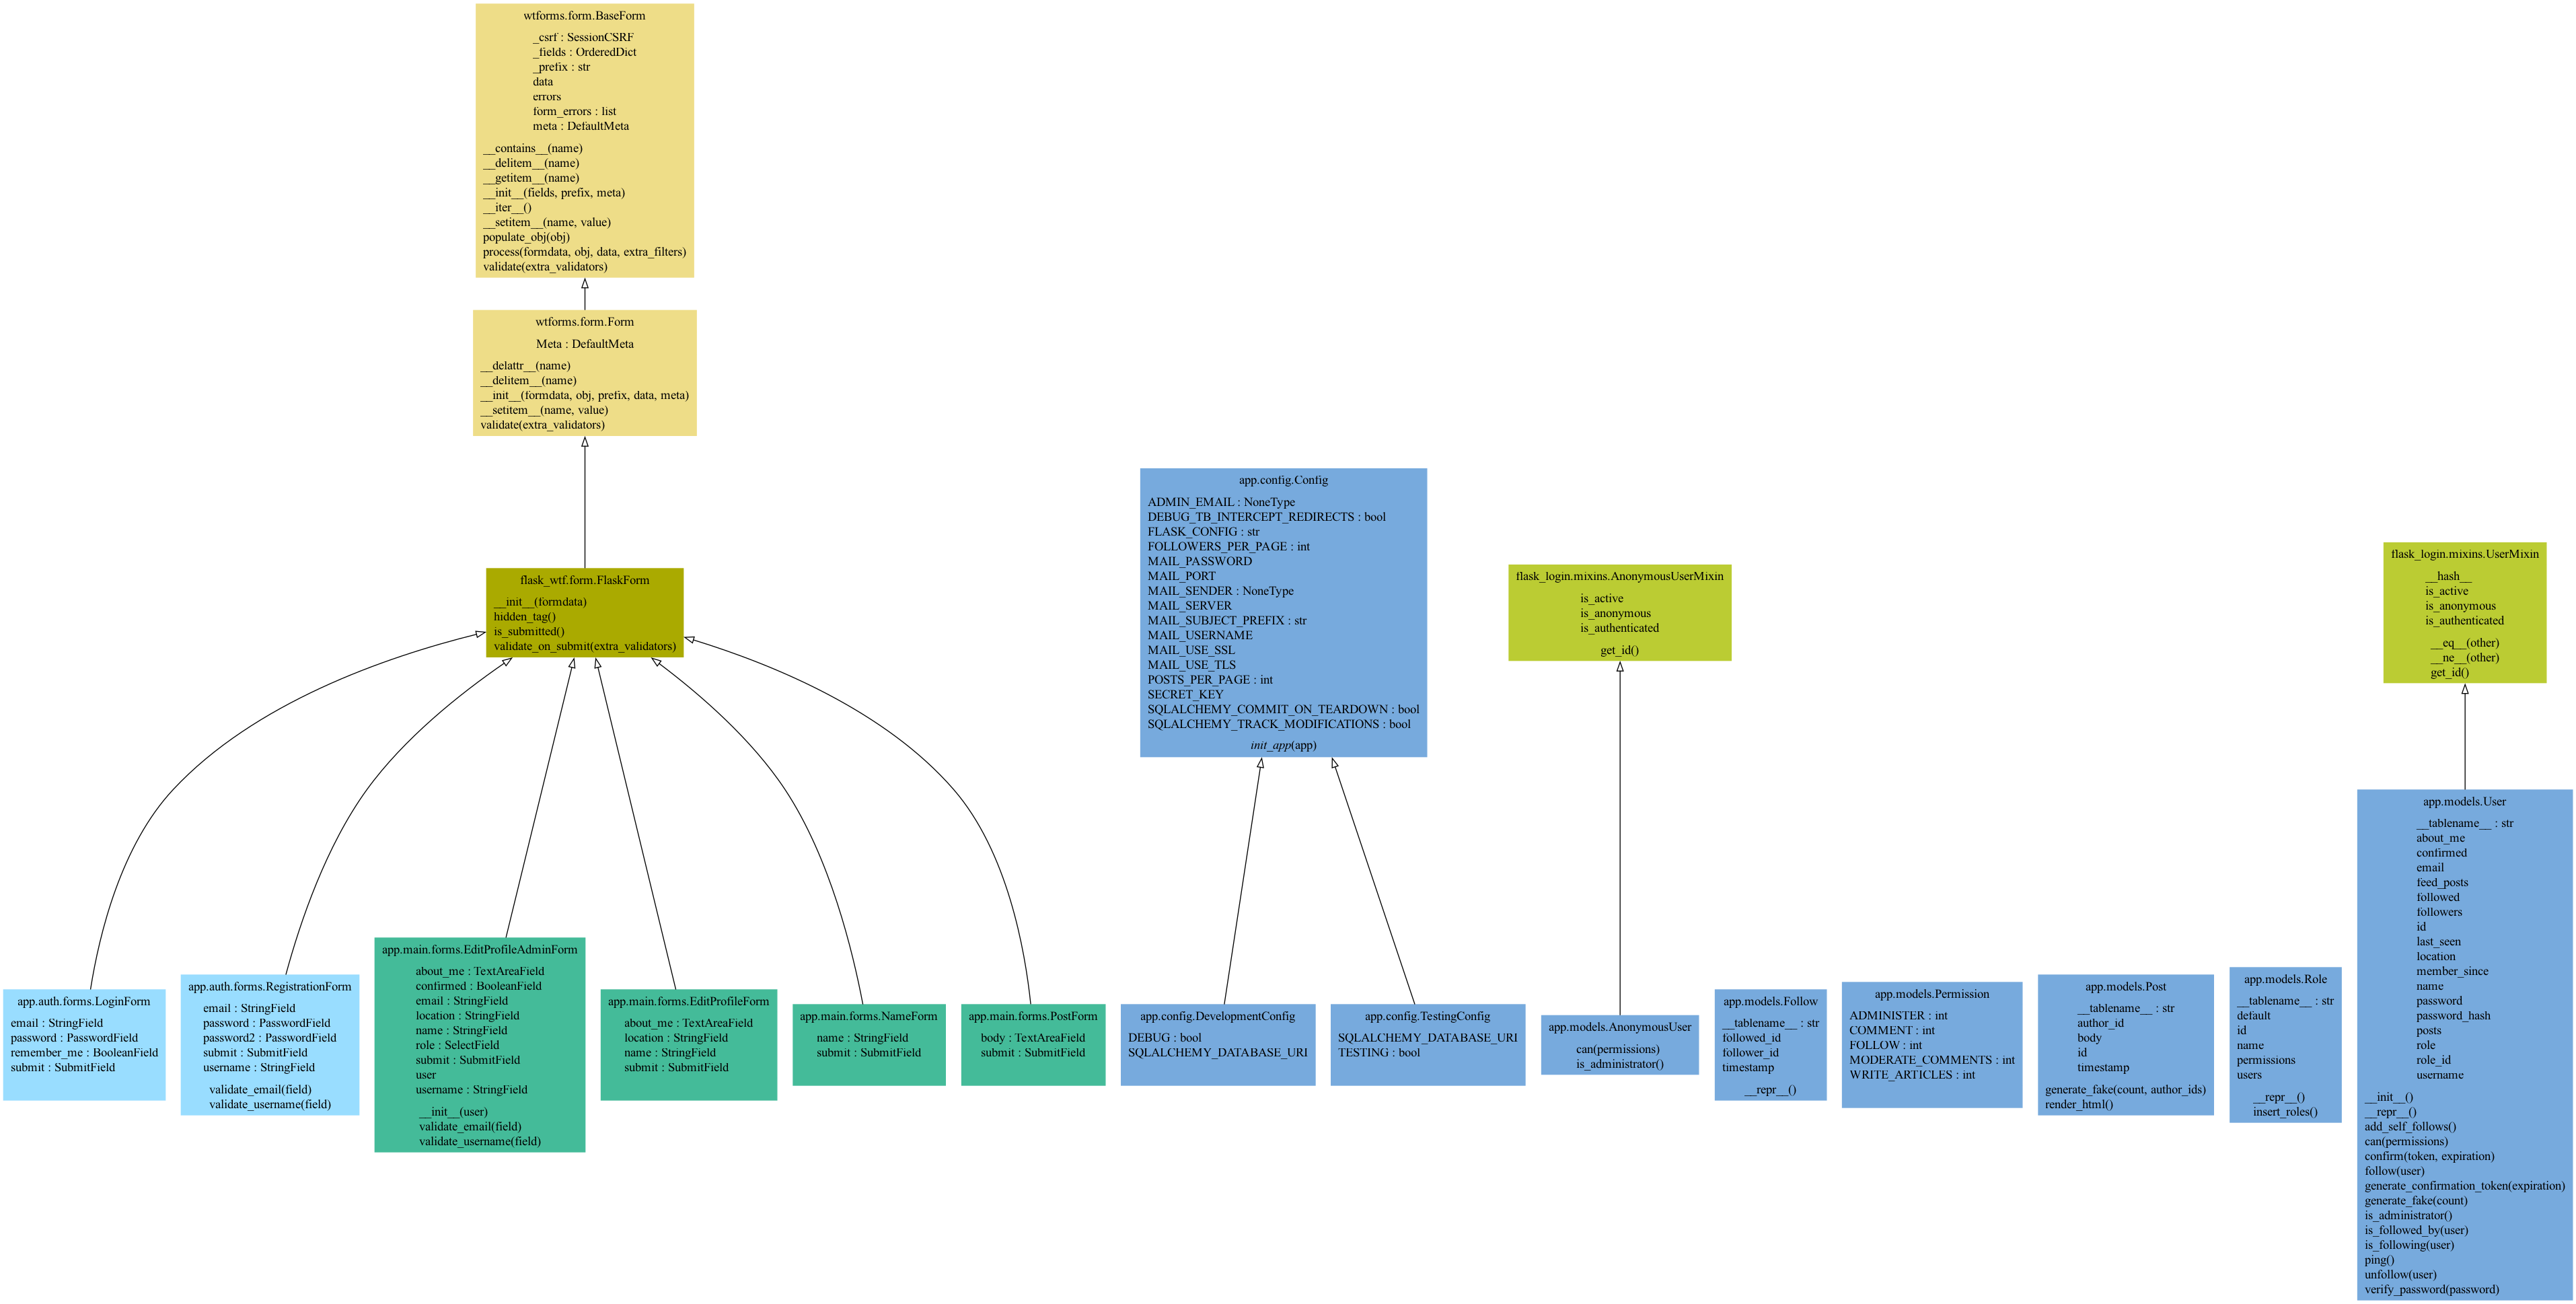 wtforms.form.BaseForm
_csrf : SessionCSRF
_fields : OrderedDict
_prefix : str
data
errors
form_errors : list
meta : DefaultMeta
__contains__(name)
__delitem__(name)
__getitem__(name)
__init__(fields, prefix, meta)
__iter__()
__setitem__(name, value)
populate_obj(obj)
process(formdata, obj, data, extra_filters)
validate(extra_validators)
wtforms.form.Form
Meta : DefaultMeta
__delattr__(name)
__delitem__(name)
__init__(formdata, obj, prefix, data, meta)
__setitem__(name, value)
validate(extra_validators)
flask_wtf.form.FlaskForm
__init__(formdata)
hidden_tag()
is_submitted()
validate_on_submit(extra_validators)
app.config.Config
ADMIN_EMAIL : NoneType
DEBUG_TB_INTERCEPT_REDIRECTS : bool
FLASK_CONFIG : str
FOLLOWERS_PER_PAGE : int
MAIL_PASSWORD
MAIL_PORT
MAIL_SENDER : NoneType
MAIL_SERVER
MAIL_SUBJECT_PREFIX : str
MAIL_USERNAME
MAIL_USE_SSL
MAIL_USE_TLS
POSTS_PER_PAGE : int
SECRET_KEY
SQLALCHEMY_COMMIT_ON_TEARDOWN : bool
SQLALCHEMY_TRACK_MODIFICATIONS : bool
init_app(app)
flask_login.mixins.AnonymousUserMixin
is_active
is_anonymous
is_authenticated
get_id()
flask_login.mixins.UserMixin
__hash__
is_active
is_anonymous
is_authenticated
__eq__(other)
__ne__(other)
get_id()
app.auth.forms.LoginForm
email : StringField
password : PasswordField
remember_me : BooleanField
submit : SubmitField
app.auth.forms.RegistrationForm
email : StringField
password : PasswordField
password2 : PasswordField
submit : SubmitField
username : StringField
validate_email(field)
validate_username(field)
app.main.forms.EditProfileAdminForm
about_me : TextAreaField
confirmed : BooleanField
email : StringField
location : StringField
name : StringField
role : SelectField
submit : SubmitField
user
username : StringField
__init__(user)
validate_email(field)
validate_username(field)
app.main.forms.EditProfileForm
about_me : TextAreaField
location : StringField
name : StringField
submit : SubmitField
app.main.forms.NameForm
name : StringField
submit : SubmitField
app.main.forms.PostForm
body : TextAreaField
submit : SubmitField
app.config.DevelopmentConfig
DEBUG : bool
SQLALCHEMY_DATABASE_URI
app.config.TestingConfig
SQLALCHEMY_DATABASE_URI
TESTING : bool
app.models.AnonymousUser
can(permissions)
is_administrator()
app.models.Follow
__tablename__ : str
followed_id
follower_id
timestamp
__repr__()
app.models.Permission
ADMINISTER : int
COMMENT : int
FOLLOW : int
MODERATE_COMMENTS : int
WRITE_ARTICLES : int
app.models.Post
__tablename__ : str
author_id
body
id
timestamp
generate_fake(count, author_ids)
render_html()
app.models.Role
__tablename__ : str
default
id
name
permissions
users
__repr__()
insert_roles()
app.models.User
__tablename__ : str
about_me
confirmed
email
feed_posts
followed
followers
id
last_seen
location
member_since
name
password
password_hash
posts
role
role_id
username
__init__()
__repr__()
add_self_follows()
can(permissions)
confirm(token, expiration)
follow(user)
generate_confirmation_token(expiration)
generate_fake(count)
is_administrator()
is_followed_by(user)
is_following(user)
ping()
unfollow(user)
verify_password(password)